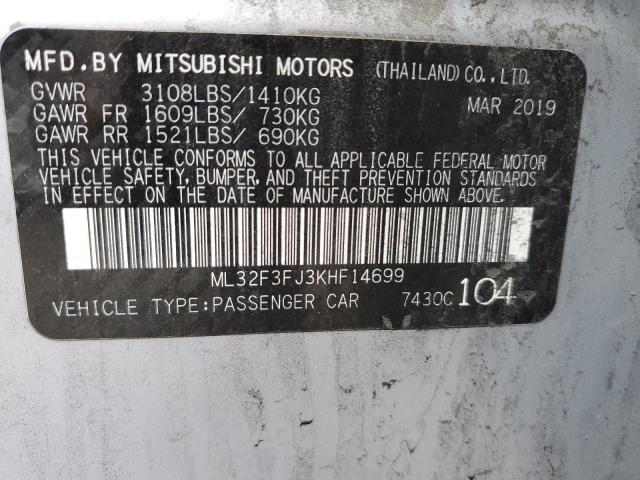 MFD.BY MITSUBISHI MOTORS (THAILAND) CO., LTD.
GVWR 3108LBS/1410KG MAR 2019
GAWR FR 1609LBS/ 730KG
GAWR RR 1521LBS/ 690KG
THIS VEHICLE CONFORMS TO ALL APPLICABLE FEDERAL MOTOR
VEHICLE SAFETY, BUMPER, AND THEFT PREVENTION STANDARDS
IN EFFECT ON THE DATE OF MANUFACTURE SHOWN ABOVE.
ML32F3FJ3KHF14699
VEHICLE TYPE:PASSENGER CAR 7430C 104